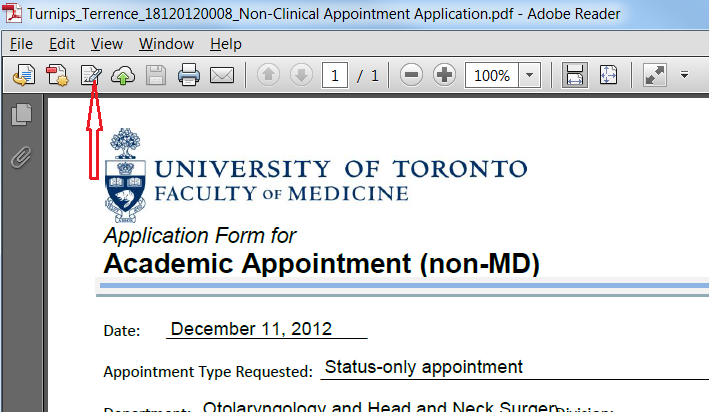 Turnips_Terrence_18120120008_Non-Clinical Appointment Application.pdf - Adobe Reader
File Edit View Window Help
1 / 1 100%
UNIVERSITY OF TORONTO
FACULTY OF MEDICINE
Application Form for
Academic Appointment (non-MD)
Date: December 11, 2012
Appointment Type Requested: Status-only appointment
Department: Otolaryngology and Head and Neck Surgery Division: